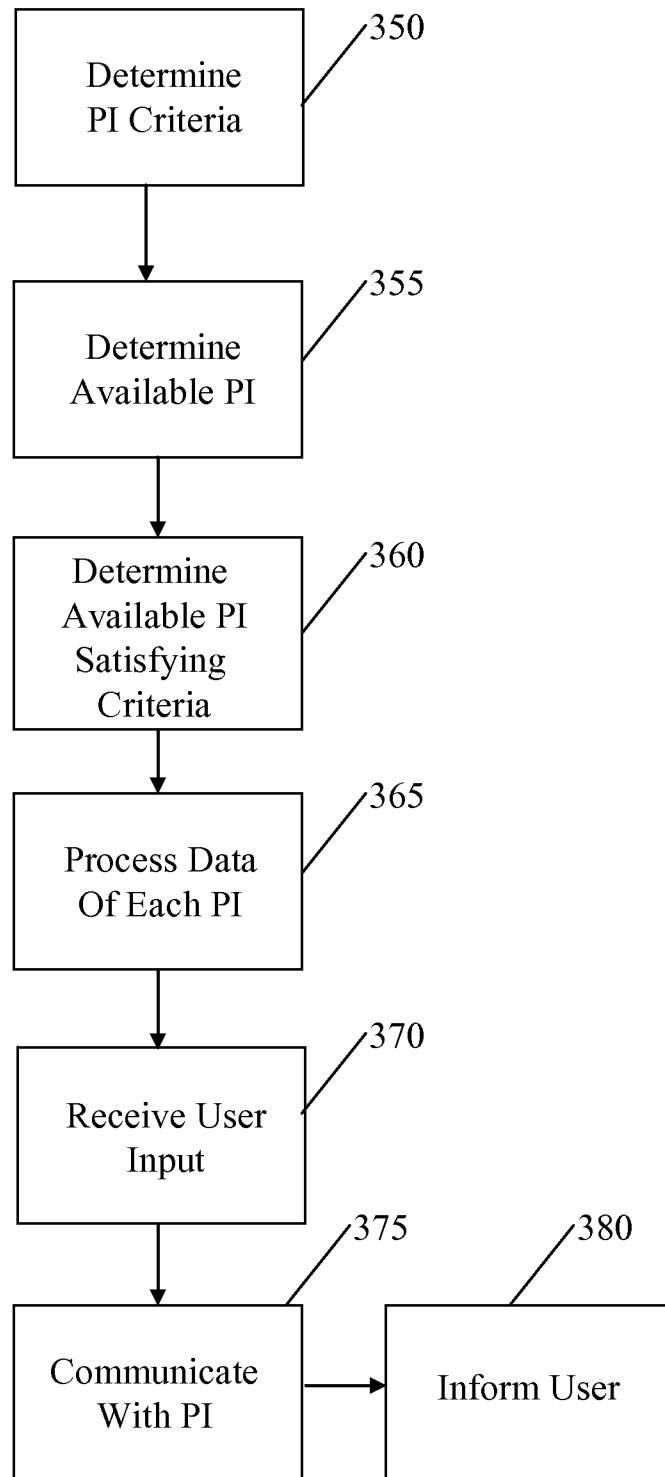 350
Determine
PI Criteria
355
Determine
Available PI
360
Determine
Available PI
Satisfying
Criteria
365
Process Data
Of Each PI
370
Receive User
Input
375
Communicate
With PI
380
Inform User